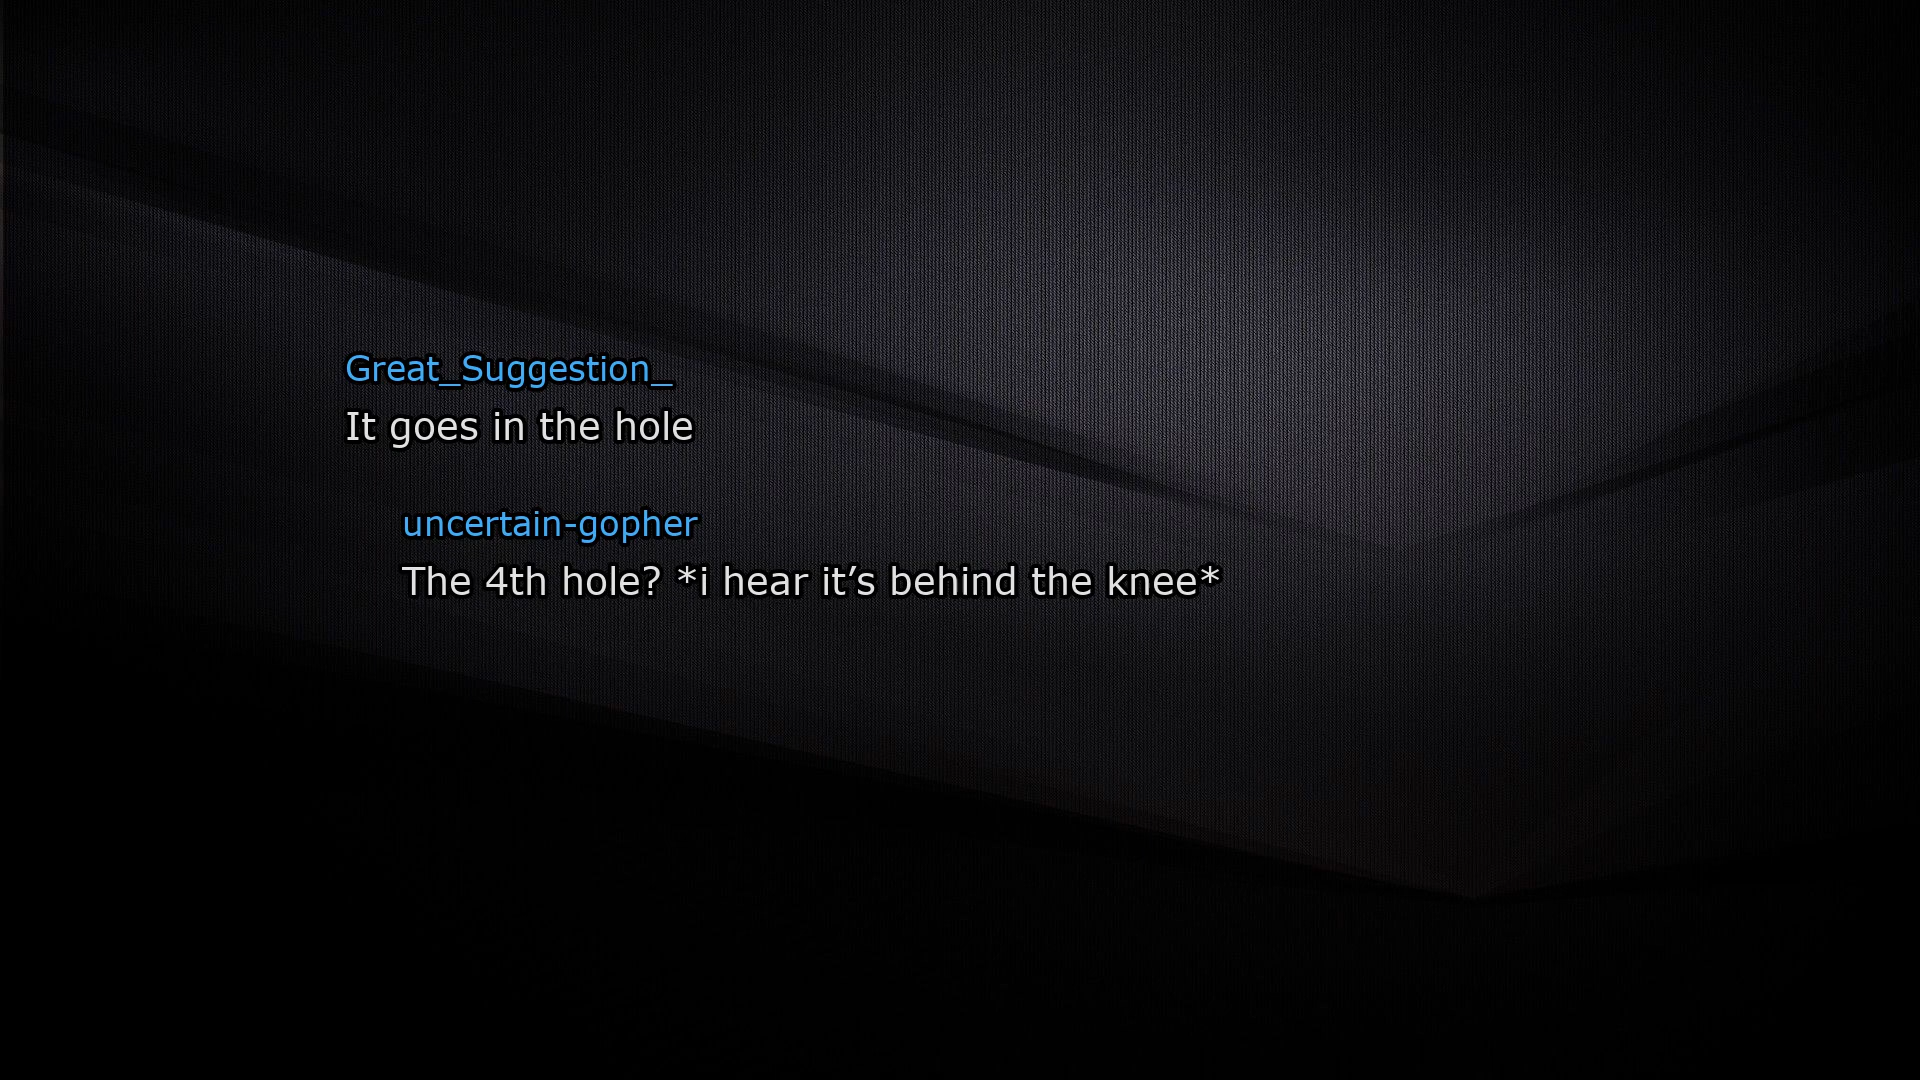 Great_Suggestion_
It goes in the hole
uncertain-gopher
The 4th hole? *i hear it’s behind the knee*